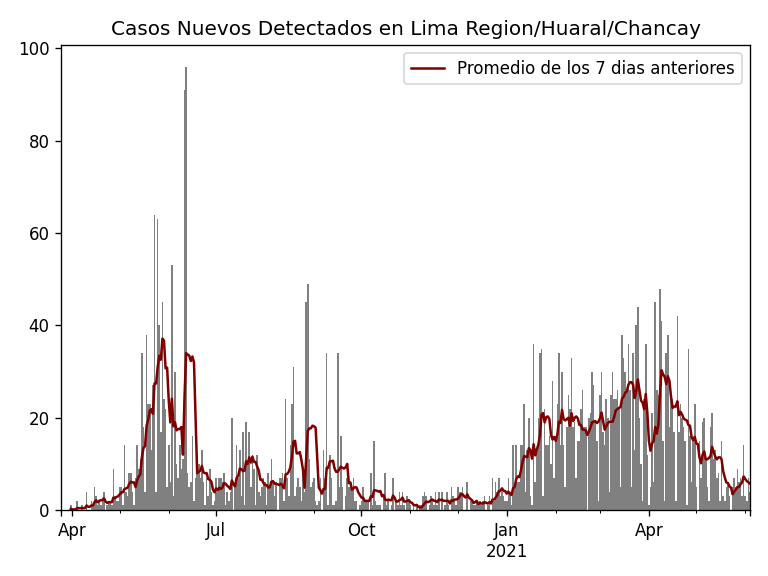 Casos Nuevos Detectados en Lima Region/Huaral/Chancay
Promedio de los 7 dias anteriores
100
80
60
40
20
0
Apr Jul Oct Jan Apr
2021